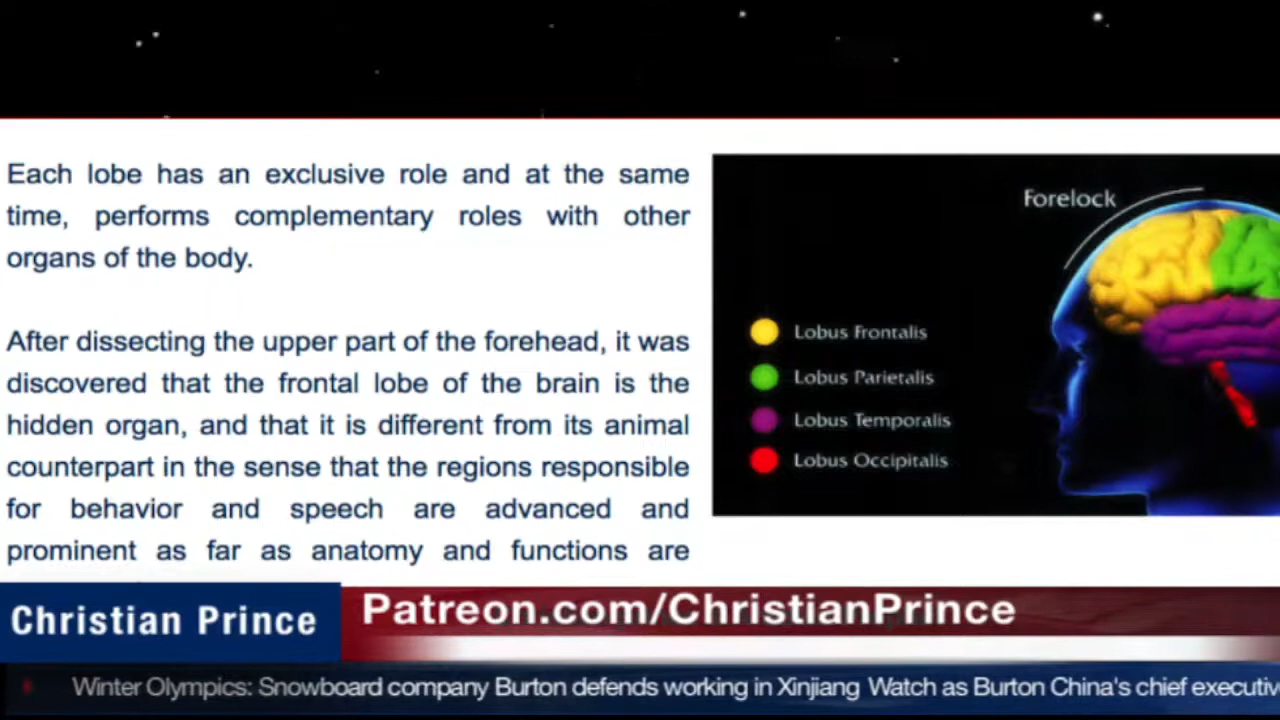 Each lobe has an exclusive role and at the same
time, performs complementary roles with other
organs of the body.
After dissecting the upper part of the forehead, it was
discovered that the frontal lobe of the brain is the
hidden organ, and that it is different from its animal
counterpart in the sense that the regions responsible
for behavior and speech are advanced and
prominent as far as anatomy and functions are
Forelock
Lobus Frontalis
Lobus Parietalis
Lobus Temporalis
Lobus Occipitalis
Christian Prince
Patreon.com/ChristianPrince
Winter Olympics: Snowboard company Burton defends working in Xinjiang Watch as Burton China's chief